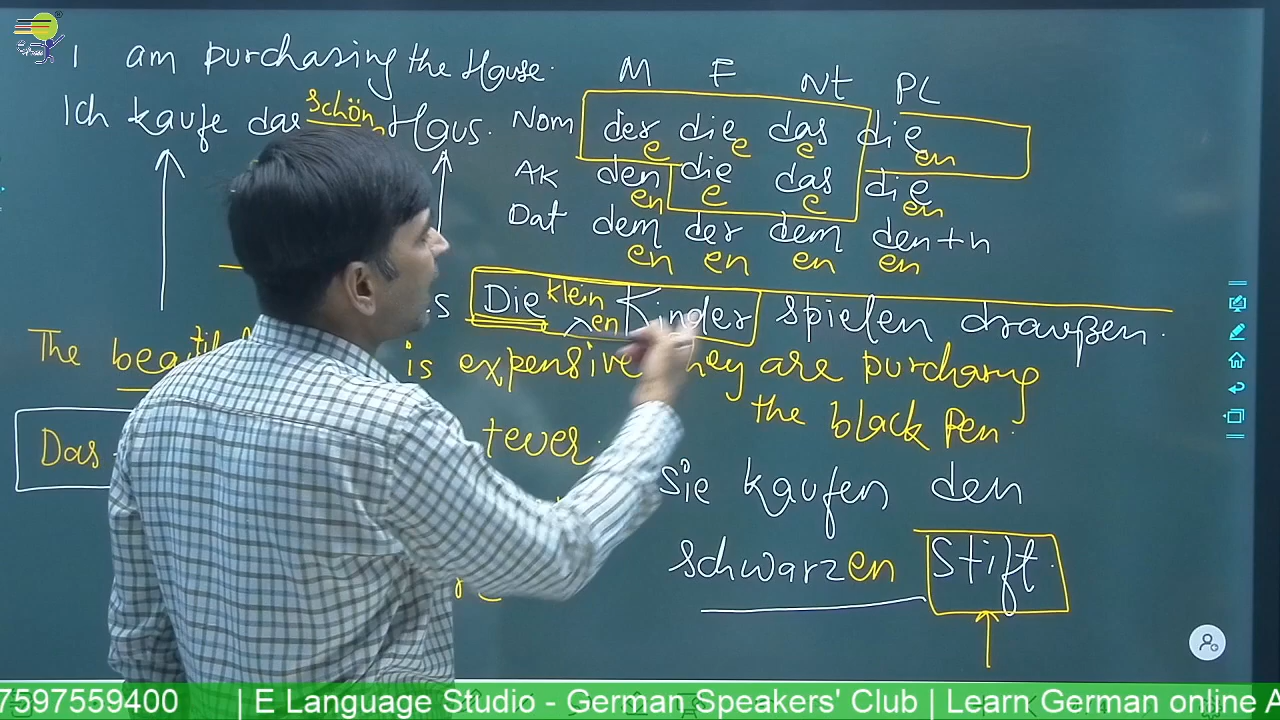 I am purchasing the House.
Ich kaufe das schön Haus.
M F Nt PL
Nom der die das die
e e e en
AK den die das die
en e e en
Dat dem der dem den+n
en en en en
Die klein en Kinder spielen draußen.
The is expensive
They are purchasing
the black Pen.
Das
teuer.
Sie kaufen den
schwarzen Stift.
7597559400 | E Language Studio - German Speakers' Club | Learn German online A